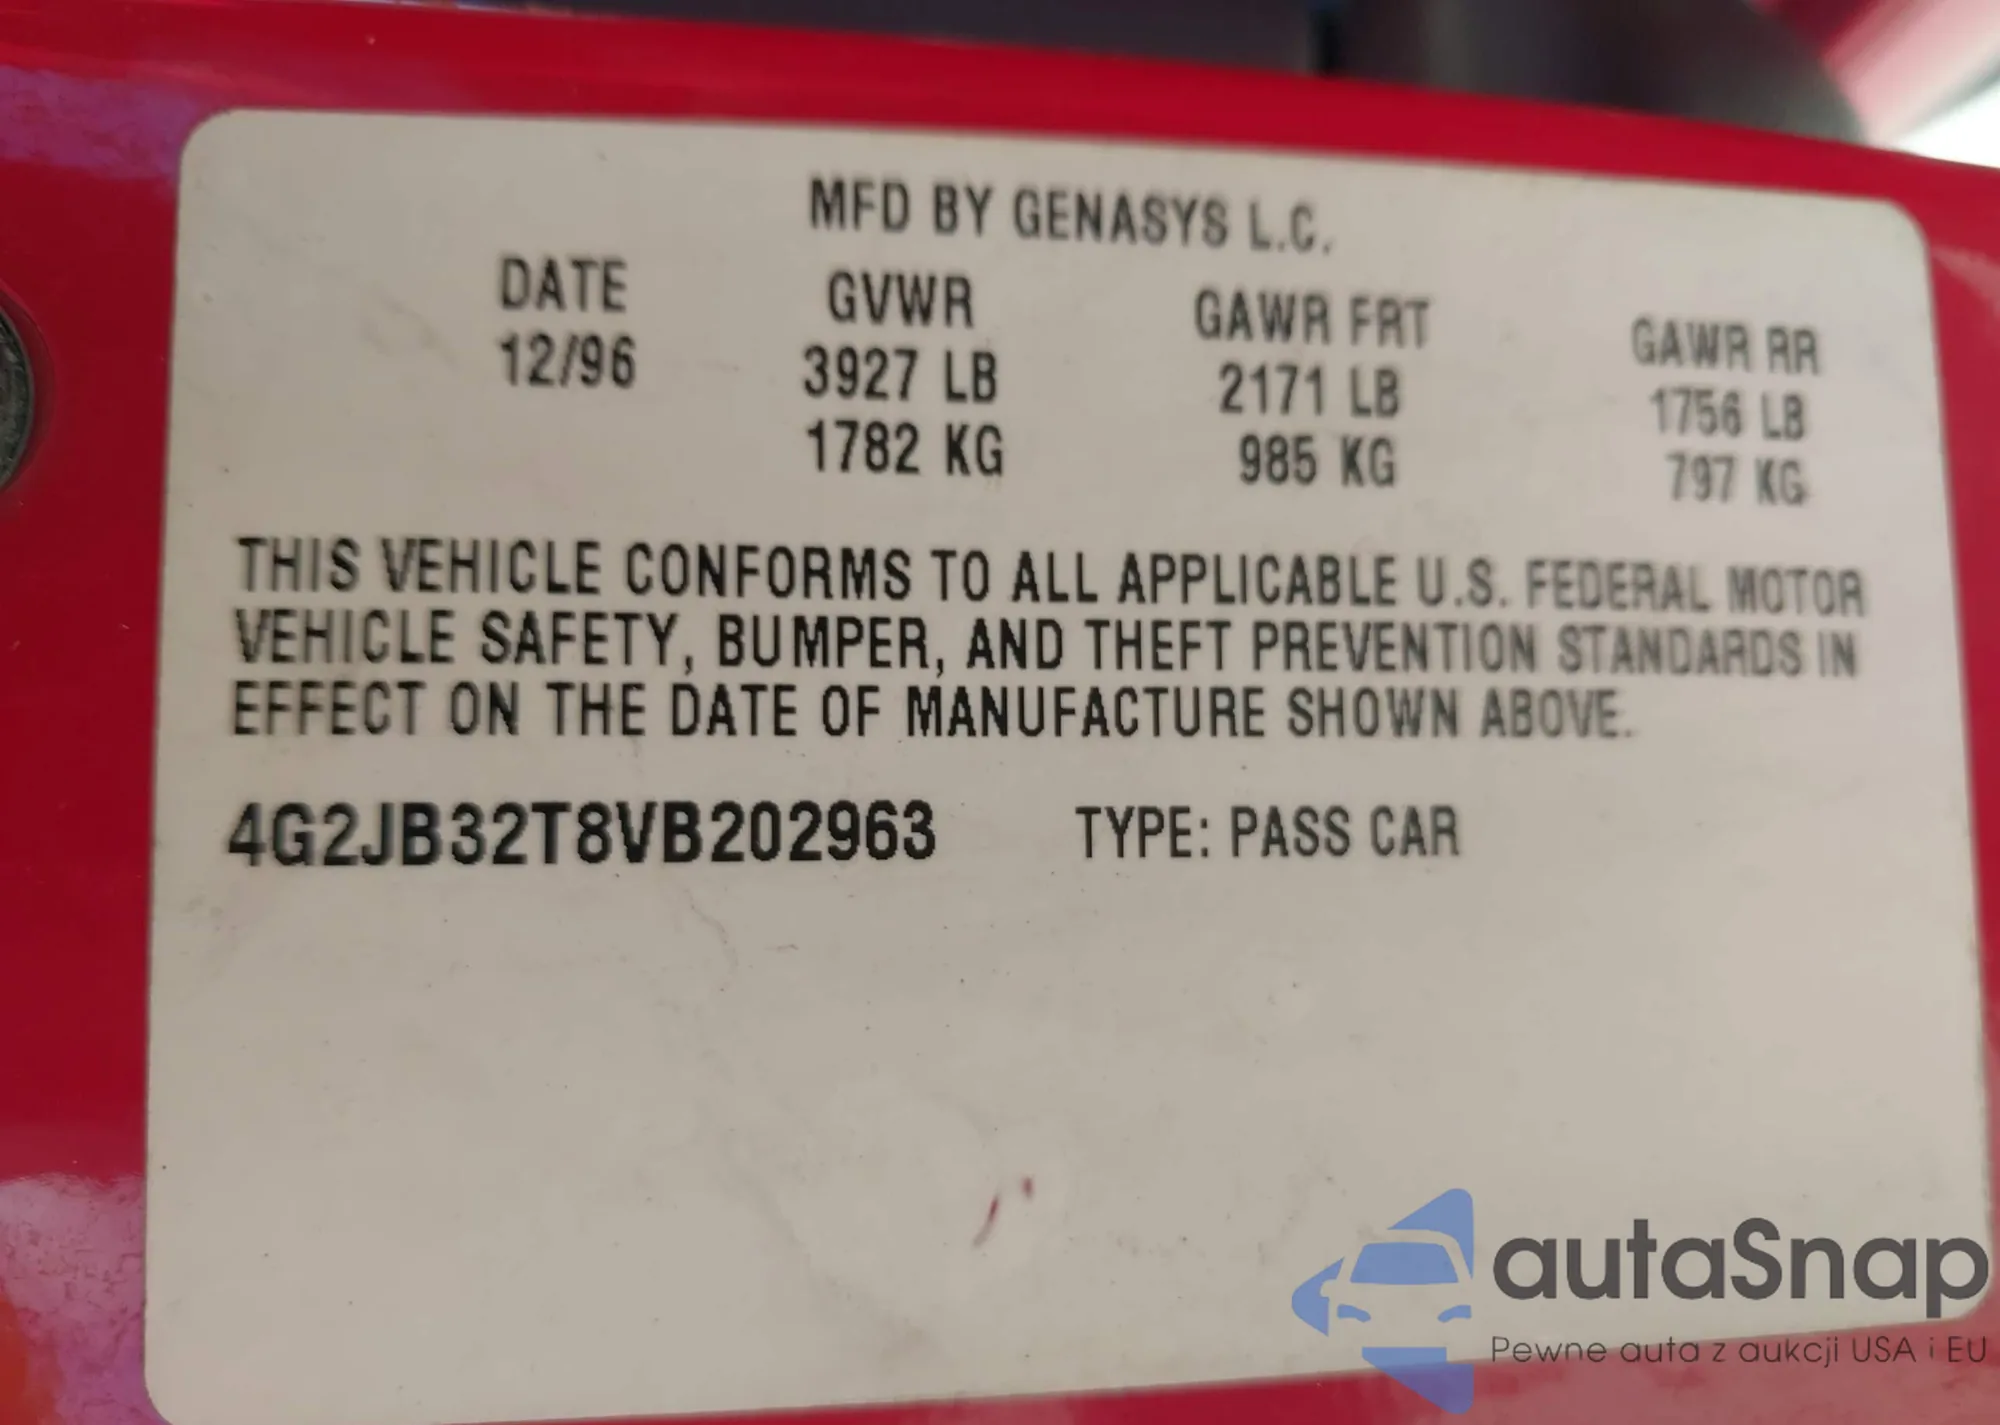 MFD BY GENASYS L.C.
DATE GVWR GAWR FRT GAWR RR
12/96 3927 LB 2171 LB 1756 LB
1782 KG 985 KG 797 KG
THIS VEHICLE CONFORMS TO ALL APPLICABLE U.S. FEDERAL MOTOR
VEHICLE SAFETY, BUMPER, AND THEFT PREVENTION STANDARDS IN
EFFECT ON THE DATE OF MANUFACTURE SHOWN ABOVE.
4G2JB32T8VB202963 TYPE: PASS CAR
autaSnap
Pewne auta z aukcji USA i EU